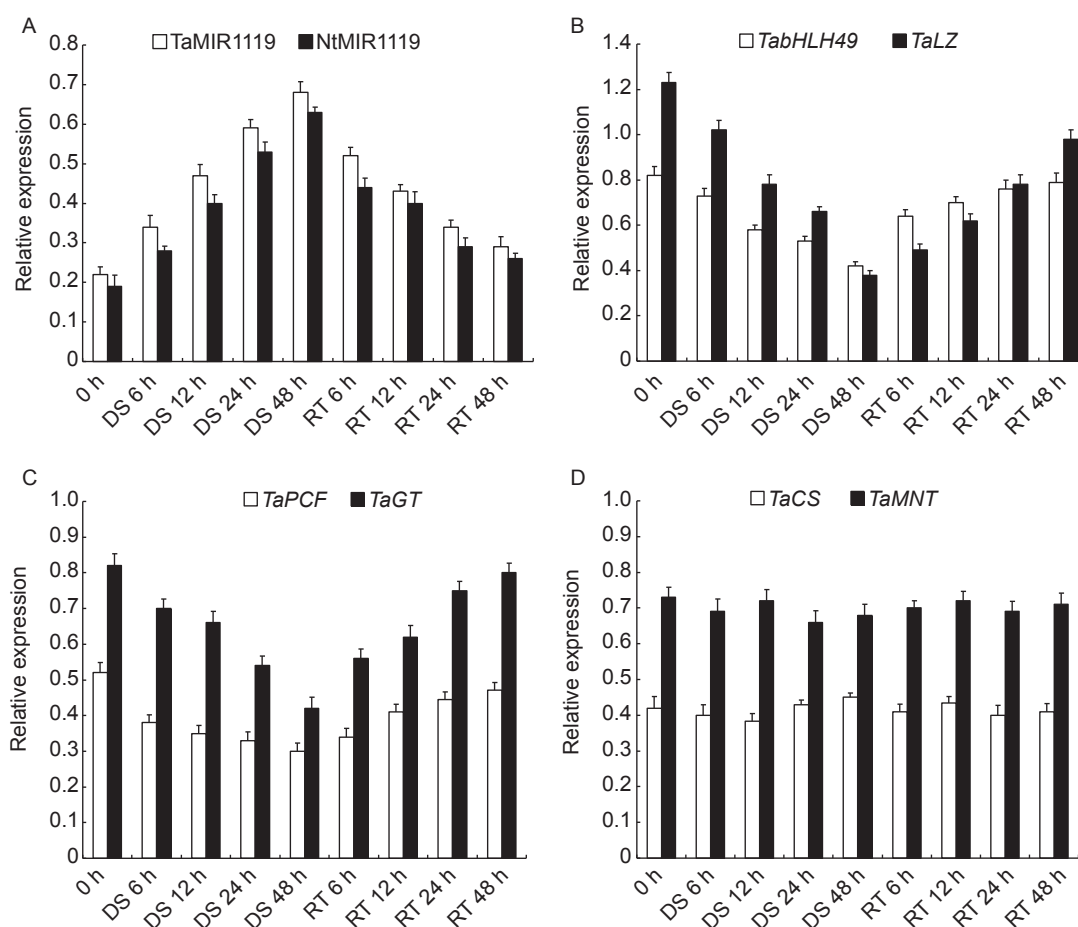 A
TaMIR1119 NtMIR1119
Relative expression
0.8
0.7
0.6
0.5
0.4
0.3
0.2
0.1
0
0 h
DS 6 h
DS 12 h
DS 24 h
DS 48 h
RT 6 h
RT 12 h
RT 24 h
RT 48 h
B
TabHLH49 TaLZ
Relative expression
1.4
1.2
1.0
0.8
0.6
0.4
0.2
0
0 h
DS 6 h
DS 12 h
DS 24 h
DS 48 h
RT 6 h
RT 12 h
RT 24 h
RT 48 h
C
TaPCF TaGT
Relative expression
1.0
0.9
0.8
0.7
0.6
0.5
0.4
0.3
0.2
0.1
0
0 h
DS 6 h
DS 12 h
DS 24 h
DS 48 h
RT 6 h
RT 12 h
RT 24 h
RT 48 h
D
TaCS TaMNT
Relative expression
1.0
0.9
0.8
0.7
0.6
0.5
0.4
0.3
0.2
0.1
0
0 h
DS 6 h
DS 12 h
DS 24 h
DS 48 h
RT 6 h
RT 12 h
RT 24 h
RT 48 h